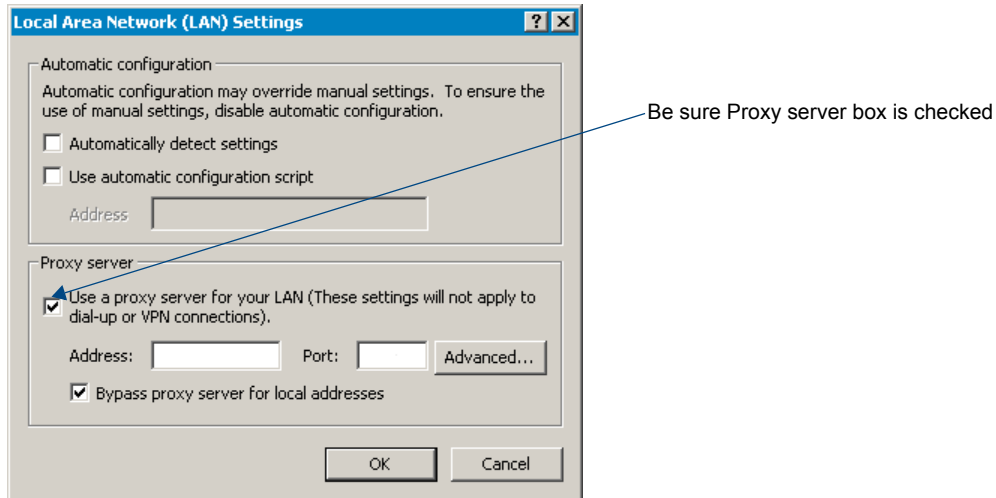 Local Area Network (LAN) Settings
Automatic configuration
Automatic configuration may override manual settings. To ensure the
use of manual settings, disable automatic configuration.
Automatically detect settings
Use automatic configuration script
Address
Be sure Proxy server box is checked
Proxy server
Use a proxy server for your LAN (These settings will not apply to
dial-up or VPN connections).
Address: Port: Advanced...
Bypass proxy server for local addresses
OK Cancel